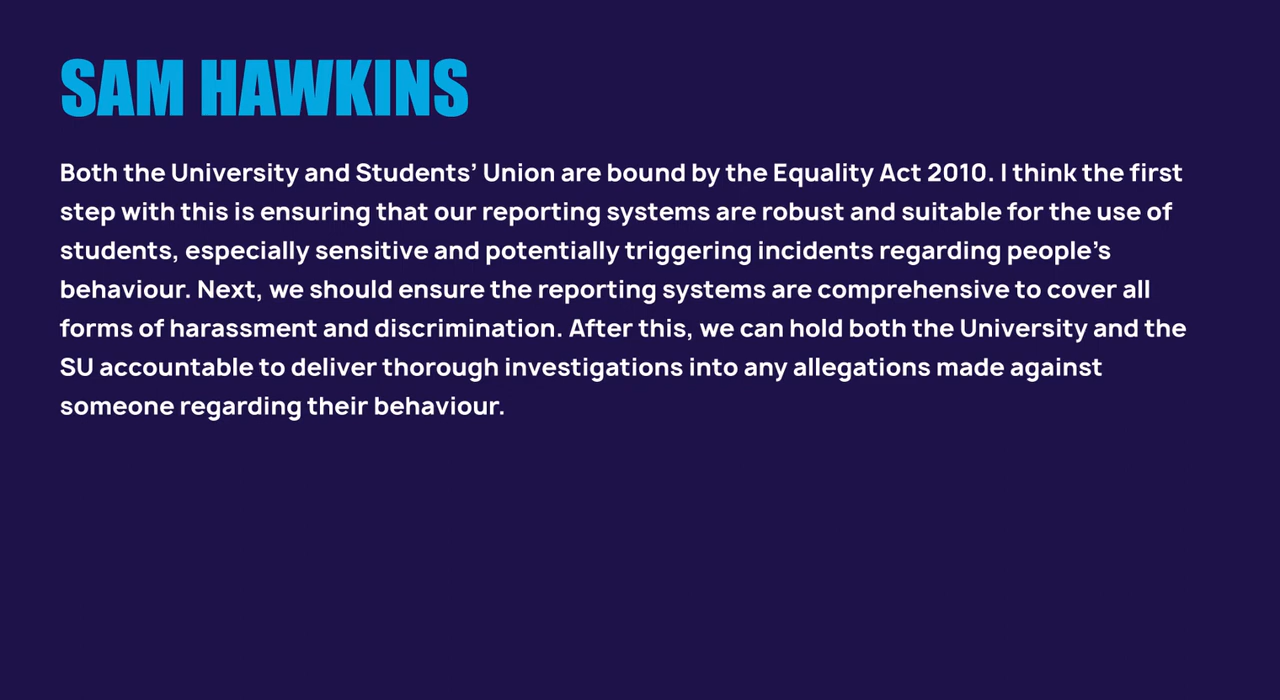 SAM HAWKINS
Both the University and Students’ Union are bound by the Equality Act 2010. I think the first
step with this is ensuring that our reporting systems are robust and suitable for the use of
students, especially sensitive and potentially triggering incidents regarding people’s
behaviour. Next, we should ensure the reporting systems are comprehensive to cover all
forms of harassment and discrimination. After this, we can hold both the University and the
SU accountable to deliver thorough investigations into any allegations made against
someone regarding their behaviour.